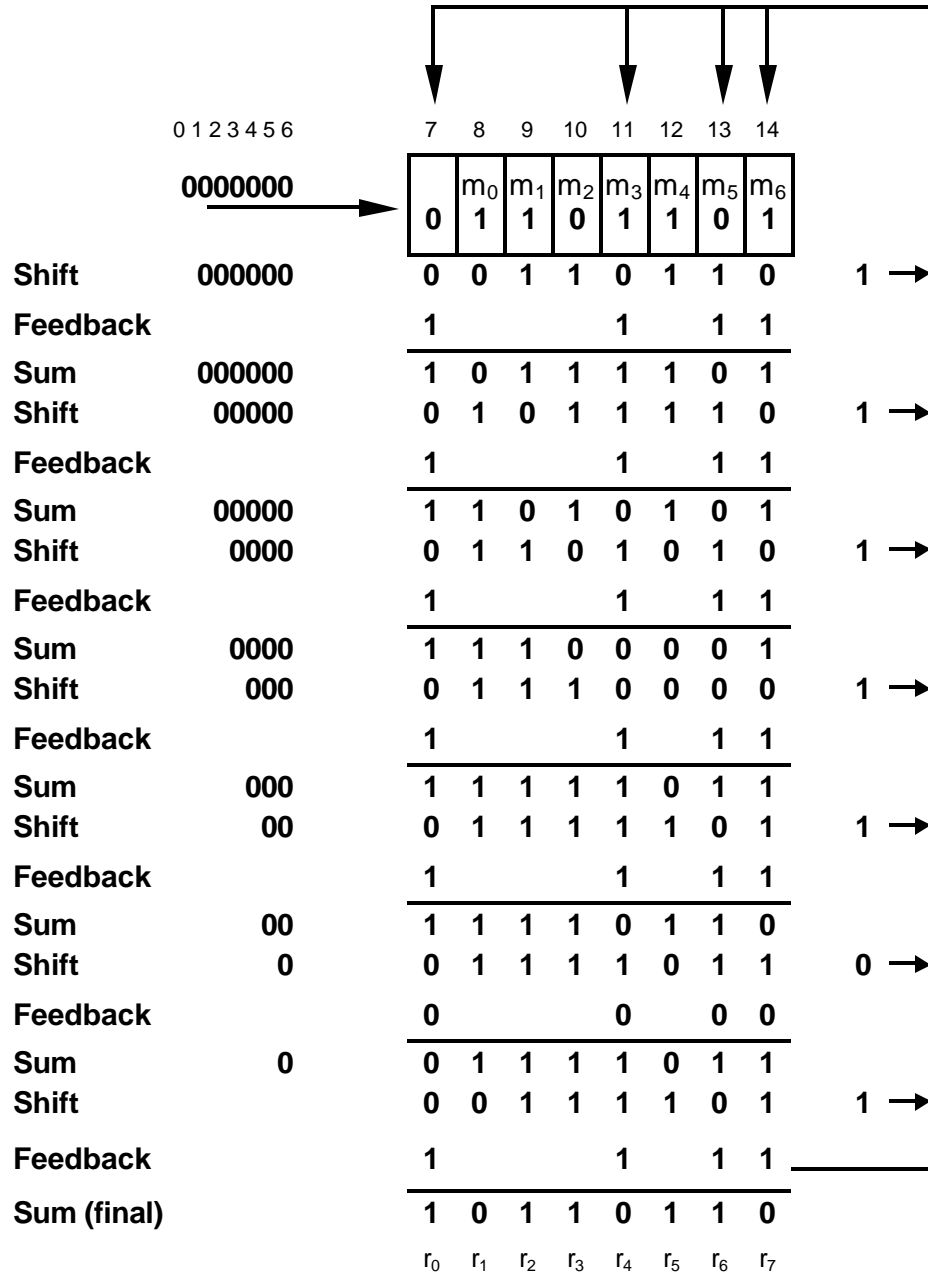 0 1 2 3 4 5 6 7 8 9 10 11 12 13 14
0000000 m0 m1 m2 m3 m4 m5 m6
0 1 1 0 1 1 0 1
Shift 000000 0 0 1 1 0 1 1 0 1
Feedback 1 1 1 1
Sum 000000 1 0 1 1 1 1 0 1
Shift 00000 0 1 0 1 1 1 1 0 1
Feedback 1 1 1 1
Sum 00000 1 1 0 1 0 1 0 1
Shift 0000 0 1 1 0 1 0 1 0 1
Feedback 1 1 1 1
Sum 0000 1 1 1 0 0 0 0 1
Shift 000 0 1 1 1 0 0 0 0 1
Feedback 1 1 1 1
Sum 000 1 1 1 1 1 0 1 1
Shift 00 0 1 1 1 1 1 0 1 1
Feedback 1 1 1 1
Sum 00 1 1 1 1 0 1 1 0
Shift 0 0 1 1 1 1 0 1 1 0
Feedback 0 0 0 0
Sum 0 0 1 1 1 1 0 1 1
Shift 0 0 1 1 1 1 0 1 1
Feedback 1 1 1 1
Sum (final) 1 0 1 1 0 1 1 0
r0 r1 r2 r3 r4 r5 r6 r7